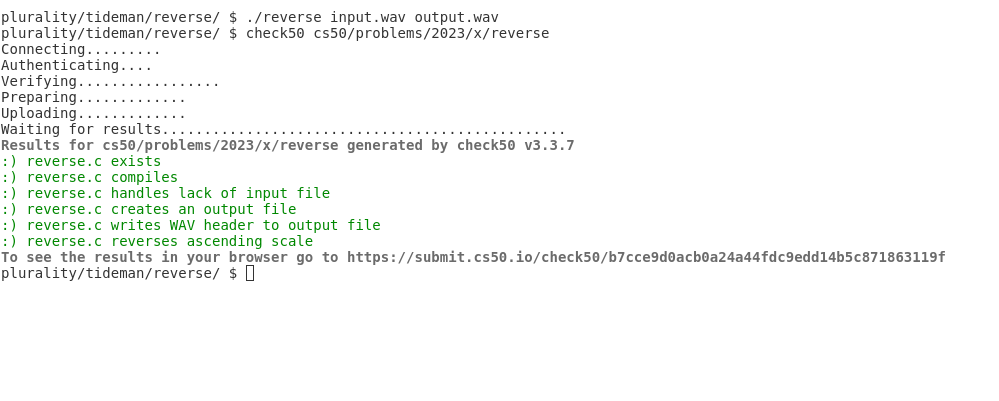 plurality/tideman/reverse/ $ ./reverse input.wav output.wav
plurality/tideman/reverse/ $ check50 cs50/problems/2023/x/reverse
Connecting.........
Authenticating....
Verifying.................
Preparing.............
Uploading.............
Waiting for results................................................
Results for cs50/problems/2023/x/reverse generated by check50 v3.3.7
:) reverse.c exists
:) reverse.c compiles
:) reverse.c handles lack of input file
:) reverse.c creates an output file
:) reverse.c writes WAV header to output file
:) reverse.c reverses ascending scale
To see the results in your browser go to https://submit.cs50.io/check50/b7cce9d0acb0a24a44fdc9edd14b5c871863119f
plurality/tideman/reverse/ $